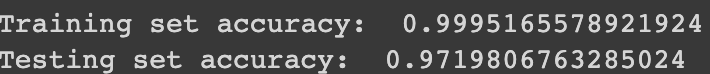 Training set accuracy:  0.9995165578921924
Testing set accuracy:  0.9719806763285024